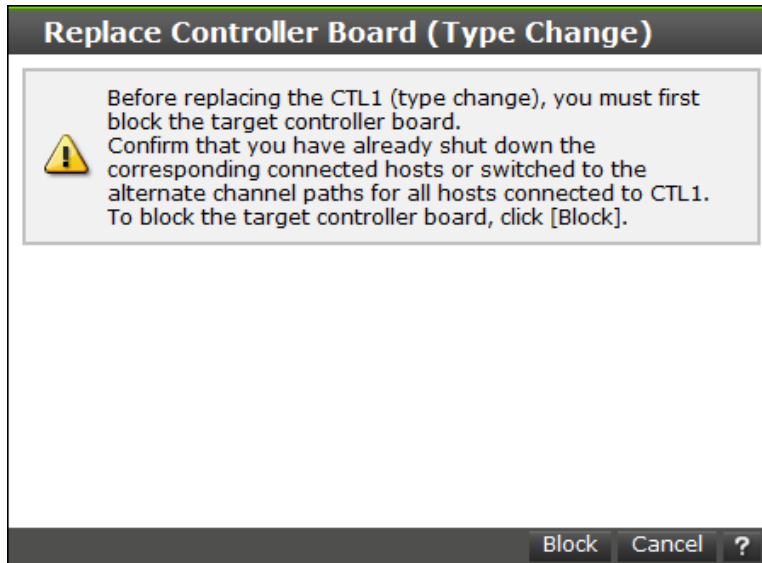 Replace Controller Board (Type Change)
Before replacing the CTL1 (type change), you must first
block the target controller board.
Confirm that you have already shut down the
corresponding connected hosts or switched to the
alternate channel paths for all hosts connected to CTL1.
To block the target controller board, click [Block].
Block Cancel ?